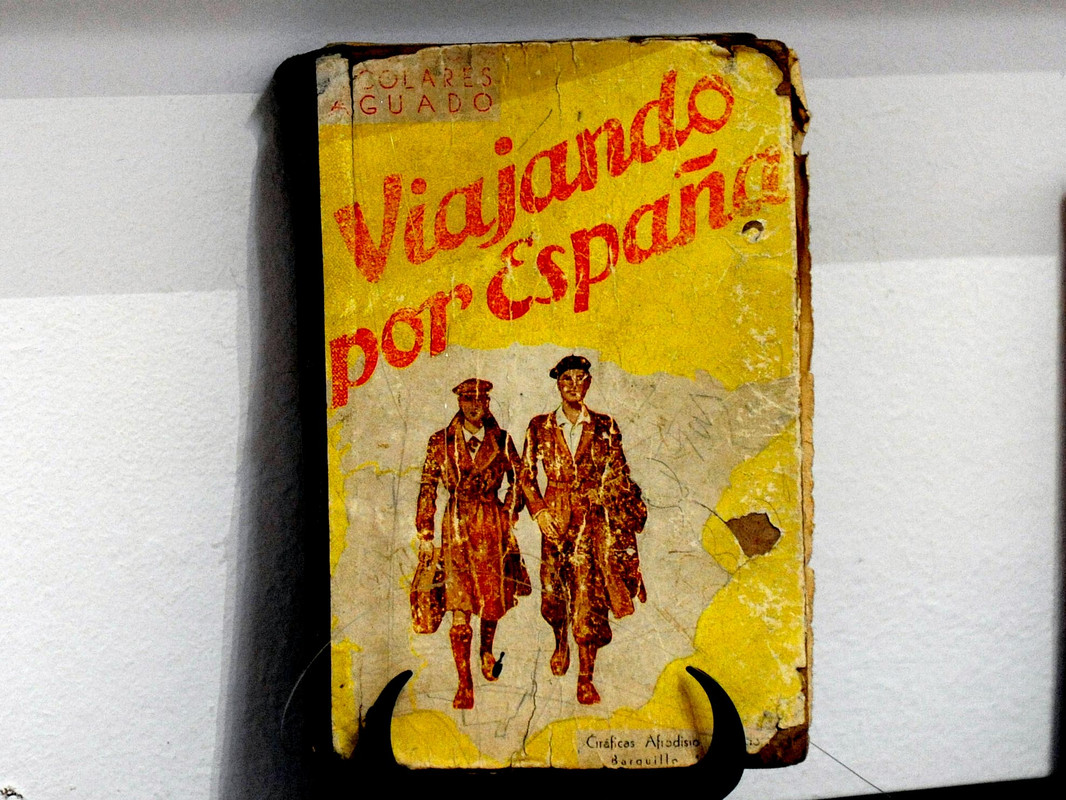 COLARES
AGUADO
Viajando
por España
Gráficas Afrodisio
Barquillo